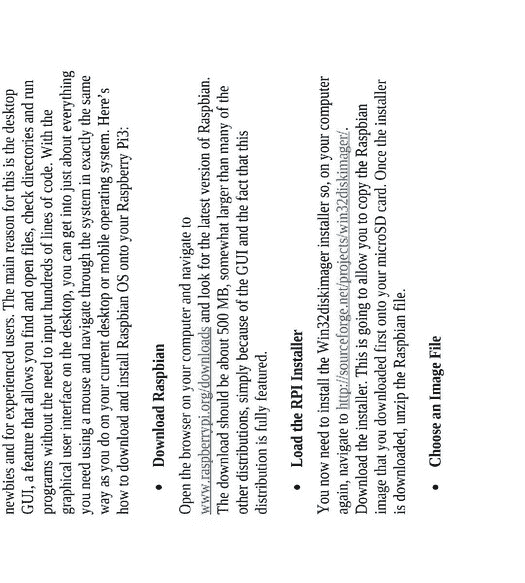 newbies and for experienced users. The main reason for this is the desktop
GUI, a feature that allows you find and open files, check directories and run
programs without the need to input hundreds of lines of code. With the
graphical user interface on the desktop, you can get into just about everything
you need using a mouse and navigate through the system in exactly the same
way as you do on your current desktop or mobile operating system. Here's
how to download and install Raspbian OS onto your Raspberry Pi3:
• Download Raspbian
Open the browser on your computer and navigate to
www.raspberrypi.org/downloads and look for the latest version of Raspbian.
The download should be about 500 MB, somewhat larger than many of the
other distributions, simply because of the GUI and the fact that this
distribution is fully featured.
• Load the RPI Installer
You now need to install the Win32diskimager installer so, on your computer
again, navigate to http://sourceforge.net/projects/win32diskimager/.
Download the installer. This is going to allow you to copy the Raspbian
image that you downloaded first onto your microSD card. Once the installer
is downloaded, unzip the Raspbian file.
• Choose an Image File